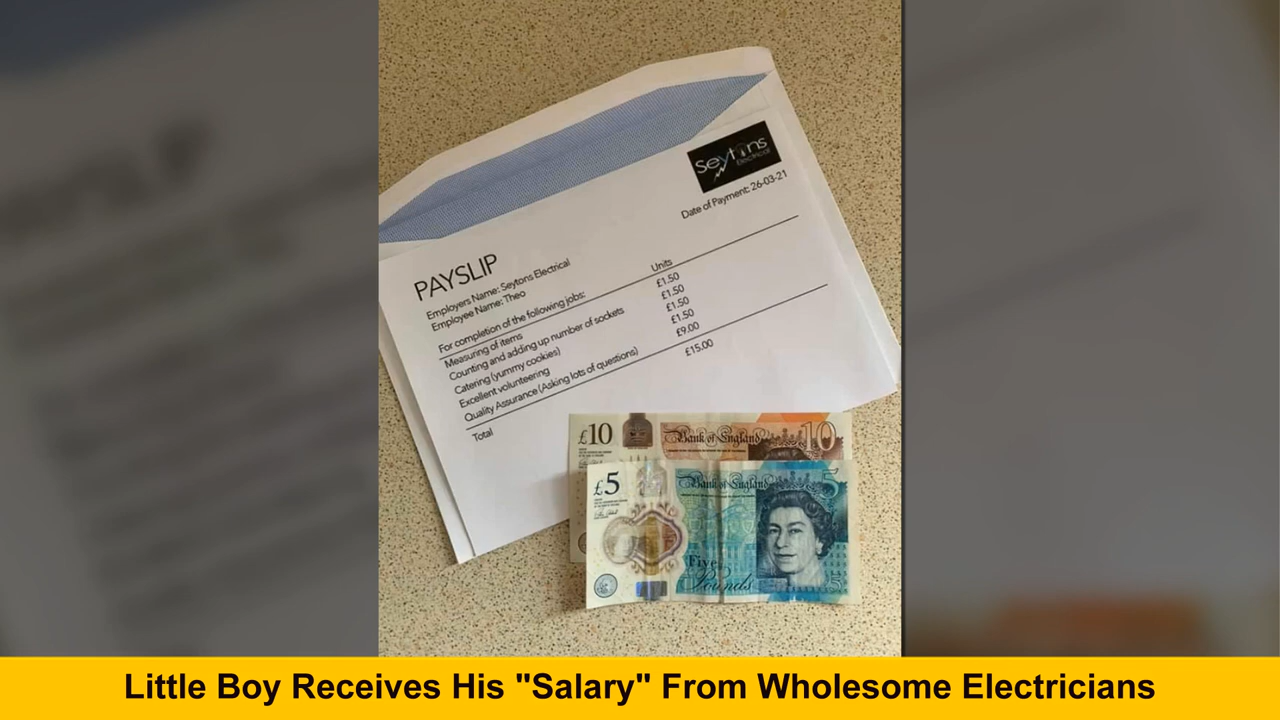 Seytons
Electrical
Date of Payment: 26-03-21
PAYSLIP
Employers Name: Seytons Electrical
Employee Name: Theo
For completion of the following jobs: Units
Measuring of items £1.50
Counting and adding up number of sockets £1.50
Catering (yummy cookies) £1.50
Excellent volunteering £1.50
Quality Assurance (Asking lots of questions) £9.00
Total £15.00
£10 Bank of England 10
£5 Bank of England 5
Five
Pounds 5
Little Boy Receives His "Salary" From Wholesome Electricians